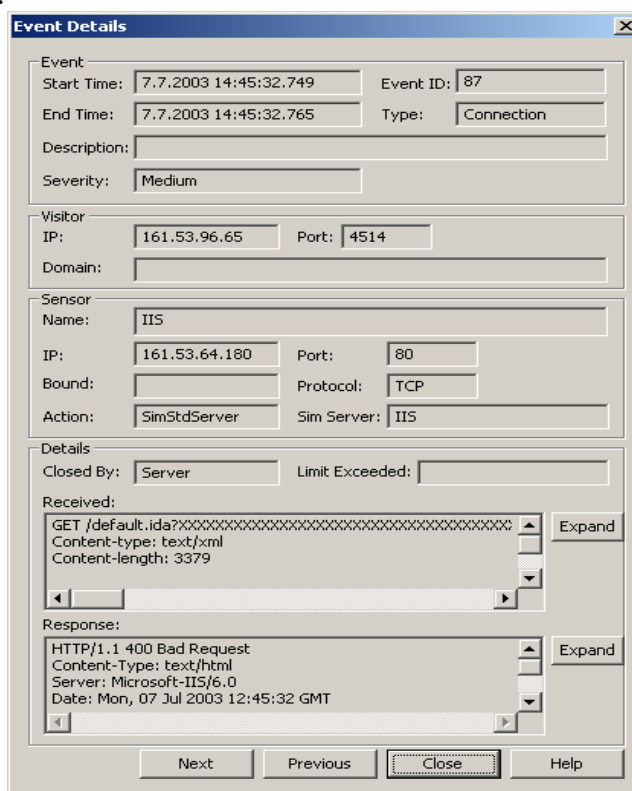 Event Details
Event
Start Time: 7.7.2003 14:45:32.749 Event ID: 87
End Time: 7.7.2003 14:45:32.765 Type: Connection
Description:
Severity: Medium
Visitor
IP: 161.53.96.65 Port: 4514
Domain:
Sensor
Name: IIS
IP: 161.53.64.180 Port: 80
Bound: Protocol: TCP
Action: SimStdServer Sim Server: IIS
Details
Closed By: Server Limit Exceeded:
Received:
GET /default.ida?XXXXXXXXXXXXXXXXXXXXXXXXXXXXXXXXXXXXXXXXX Expand
Content-type: text/xml
Content-length: 3379
Response:
HTTP/1.1 400 Bad Request Expand
Content-Type: text/html
Server: Microsoft-IIS/6.0
Date: Mon, 07 Jul 2003 12:45:32 GMT
Next Previous Close Help